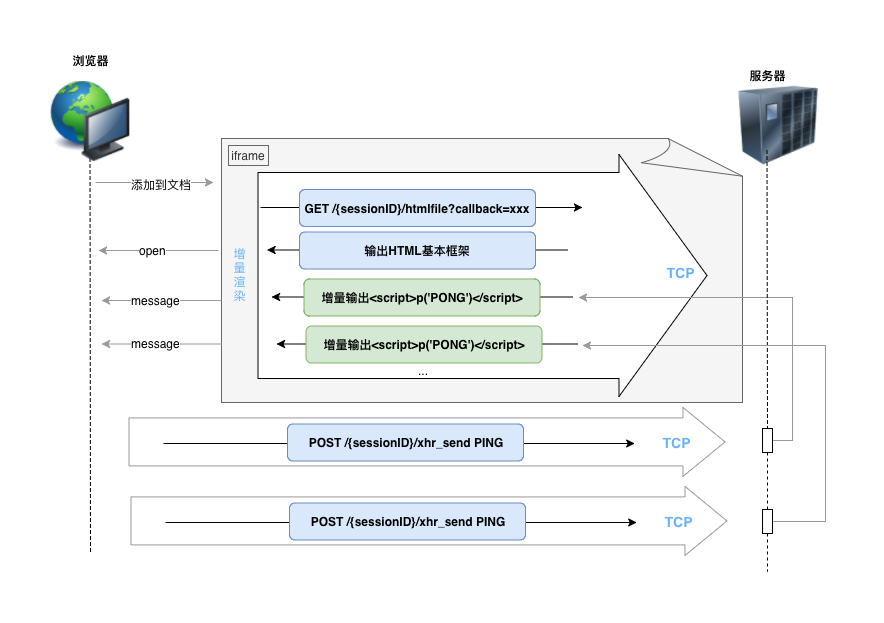 浏览器
服务器
iframe
添加到文档
GET /{sessionID}/htmlfile?callback=xxx
open
输出HTML基本框架
增量渲染
TCP
message
增量输出<script>p('PONG')</script>
message
增量输出<script>p('PONG')</script>
...
POST /{sessionID}/xhr_send PING
TCP
POST /{sessionID}/xhr_send PING
TCP